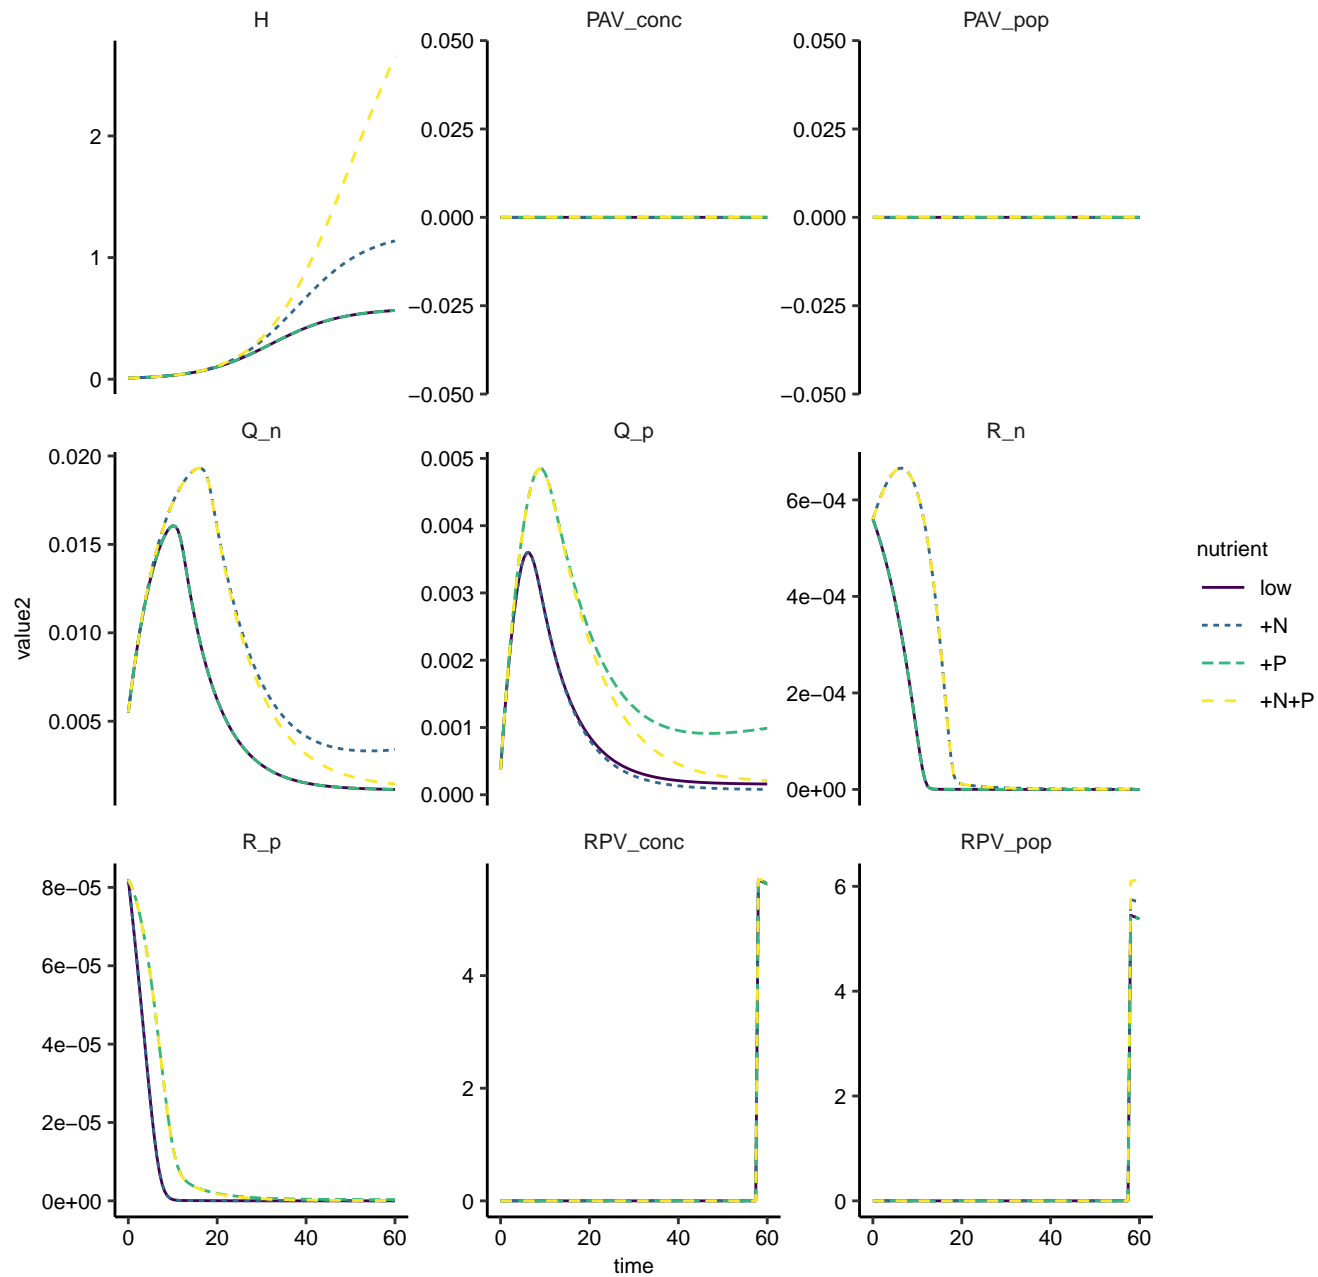 H
PAV_conc
PAV_pop
2
1
0
0.050
0.025
0.000
−0.025
−0.050
0.050
0.025
0.000
−0.025
−0.050
Q_n
Q_p
R_n
0.020
0.015
0.010
0.005
0.005
0.004
0.003
0.002
0.001
0.000
6e−04
4e−04
2e−04
0e+00
R_p
RPV_conc
RPV_pop
8e−05
6e−05
4e−05
2e−05
0e+00
4
2
0
6
4
2
0
0 20 40 60
0 20 40 60
0 20 40 60
time
value2
nutrient
low
+N
+P
+N+P